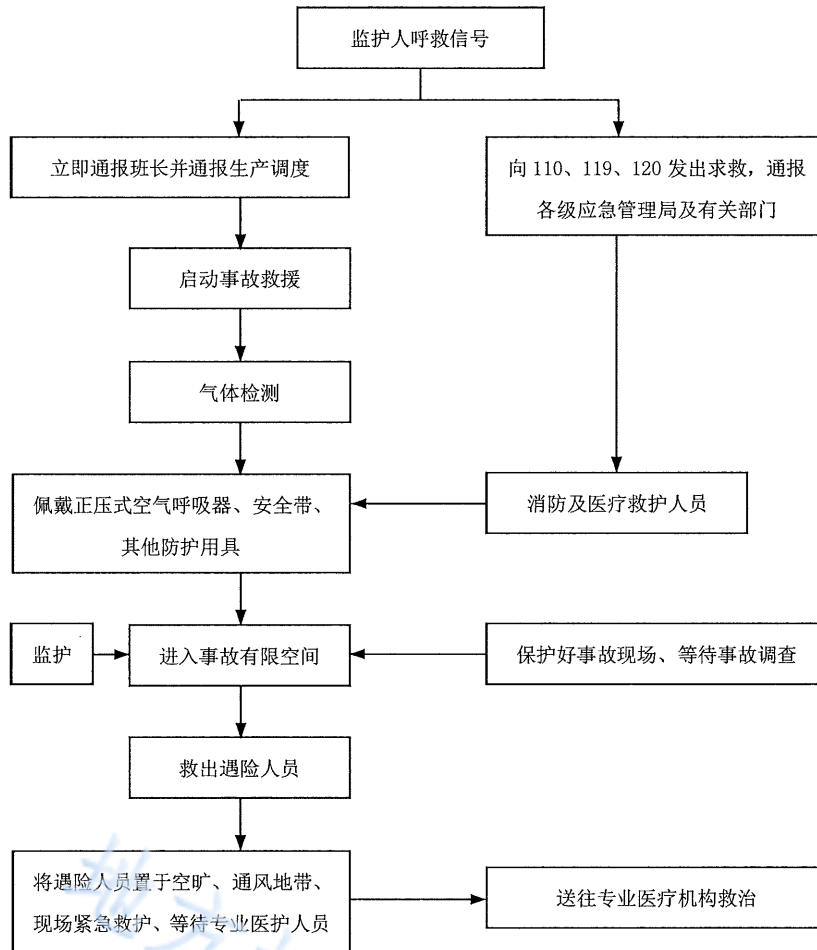 监护人呼救信号
立即通报班长并通报生产调度
向 110、119、120 发出求救，通报
各级应急管理局及有关部门
启动事故救援
气体检测
佩戴正压式空气呼吸器、安全带、
其他防护用具
消防及医疗救护人员
监护
进入事故有限空间
保护好事故现场、等待事故调查
救出遇险人员
将遇险人员置于空旷、通风地带、
现场紧急救护、等待专业医护人员
送往专业医疗机构救治